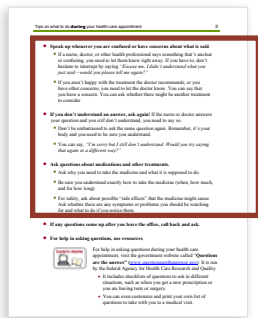 Tips on what to do during your health care appointment 2
• Speak up whenever you are confused or have concerns about what is said
• If a nurse, doctor, or other health professional says something that's unclear
or confusing, you need to let them know right away. If you have to, don't
hesitate to interrupt by saying "Excuse me, I didn't understand what you
just said—would you please tell me again?"
• If you aren't happy with the treatment the doctor recommends, or you
have other concerns, you need to let the doctor know. You can say that
you have a concern. You can ask whether there might be another treatment
to consider
• If you don't understand an answer, ask again! If the nurse or doctor answers
your question and you still don't understand, you need to say so.
• Don't be embarrassed to ask the same question again. Remember, it's your
body and you need to be sure you understand.
• You can say, "I'm sorry but I still don't understand. Would you try saying
that again in a different way?"
• Ask questions about medications and other treatments.
• Ask why you need to take the medicine and what it is supposed to do
• Be sure you understand exactly how to take the medicine (when, how much,
and for how long).
• For safety, ask about possible "side effects" that the medicine might cause.
Ask whether there are any symptoms or problems you should be watching
for and what to do if you notice them.
• If any questions come up after you leave the office, call back and ask.
• For help in asking questions, use resources.
For help in asking questions during your health care
appointment, visit the government website called "Questions
are the answer" (www.questionsaretheanswer.gov). It is run
by the federal Agency for Health Care Research and Quality.
• It includes checklists of questions to ask in different
situations, such as when you get a new prescription or
you are having tests or surgery.
• You can even customize and print your own list of
questions to take with you to a medical visit.